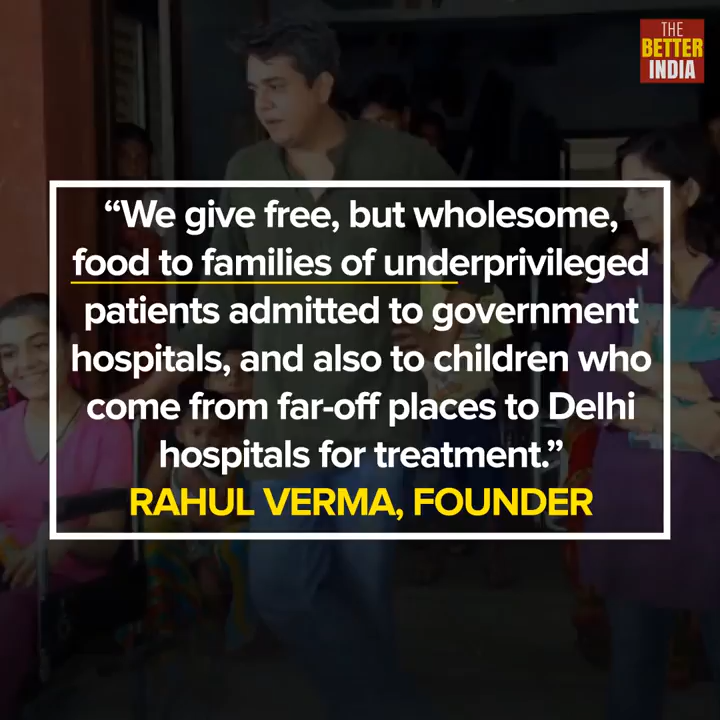 THE
BETTER
INDIA
“We give free, but wholesome,
food to families of underprivileged
patients admitted to government
hospitals, and also to children who
come from far-off places to Delhi
hospitals for treatment.”
RAHUL VERMA, FOUNDER